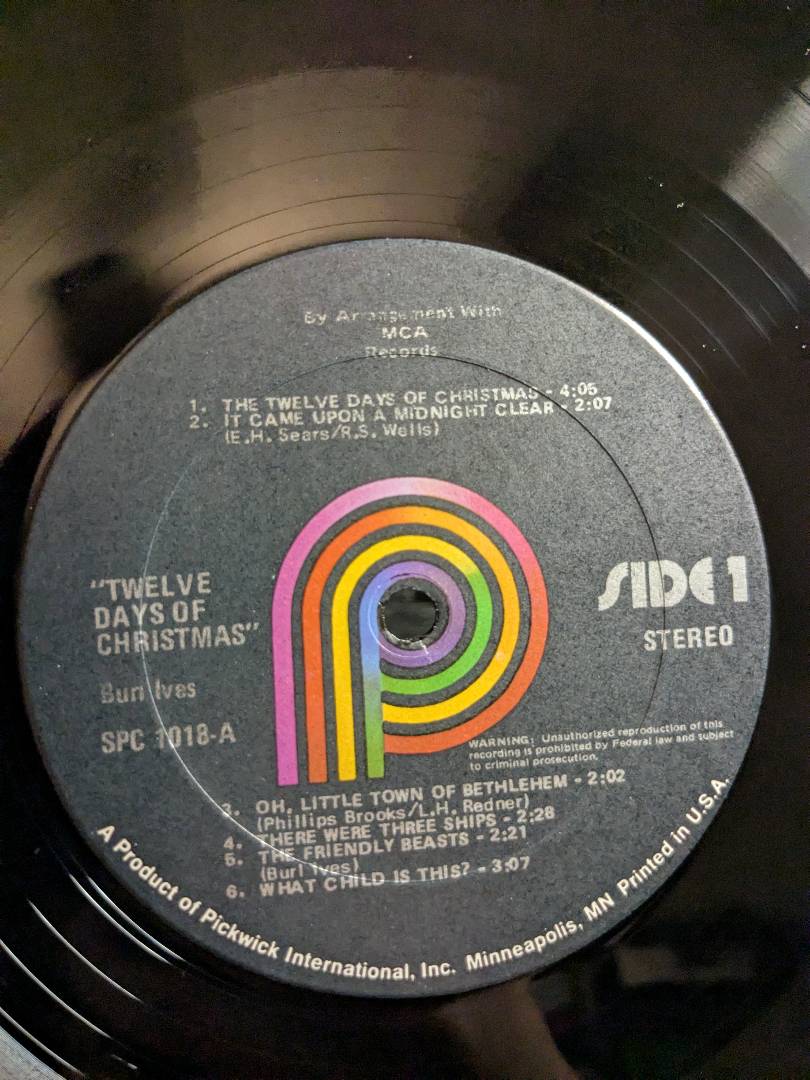 By Arrangement With
MCA
Records
1. THE TWELVE DAYS OF CHRISTMAS - 4:05
2. IT CAME UPON A MIDNIGHT CLEAR - 2:07
(E.H. Sears/R.S. Wells)
"TWELVE
DAYS OF
CHRISTMAS"
Burl Ives
SPC 1018-A
SIDE 1
STEREO
WARNING: Unauthorized reproduction of this
recording is prohibited by Federal law and subject
to criminal prosecution.
3. OH, LITTLE TOWN OF BETHLEHEM - 2:02
(Phillips Brooks/L.H. Redner)
4. THERE WERE THREE SHIPS - 2:28
5. THE FRIENDLY BEASTS - 2:21
(Burl Ives)
6. WHAT CHILD IS THIS? - 3:07
A Product of Pickwick International, Inc. Minneapolis, MN Printed in U.S.A.